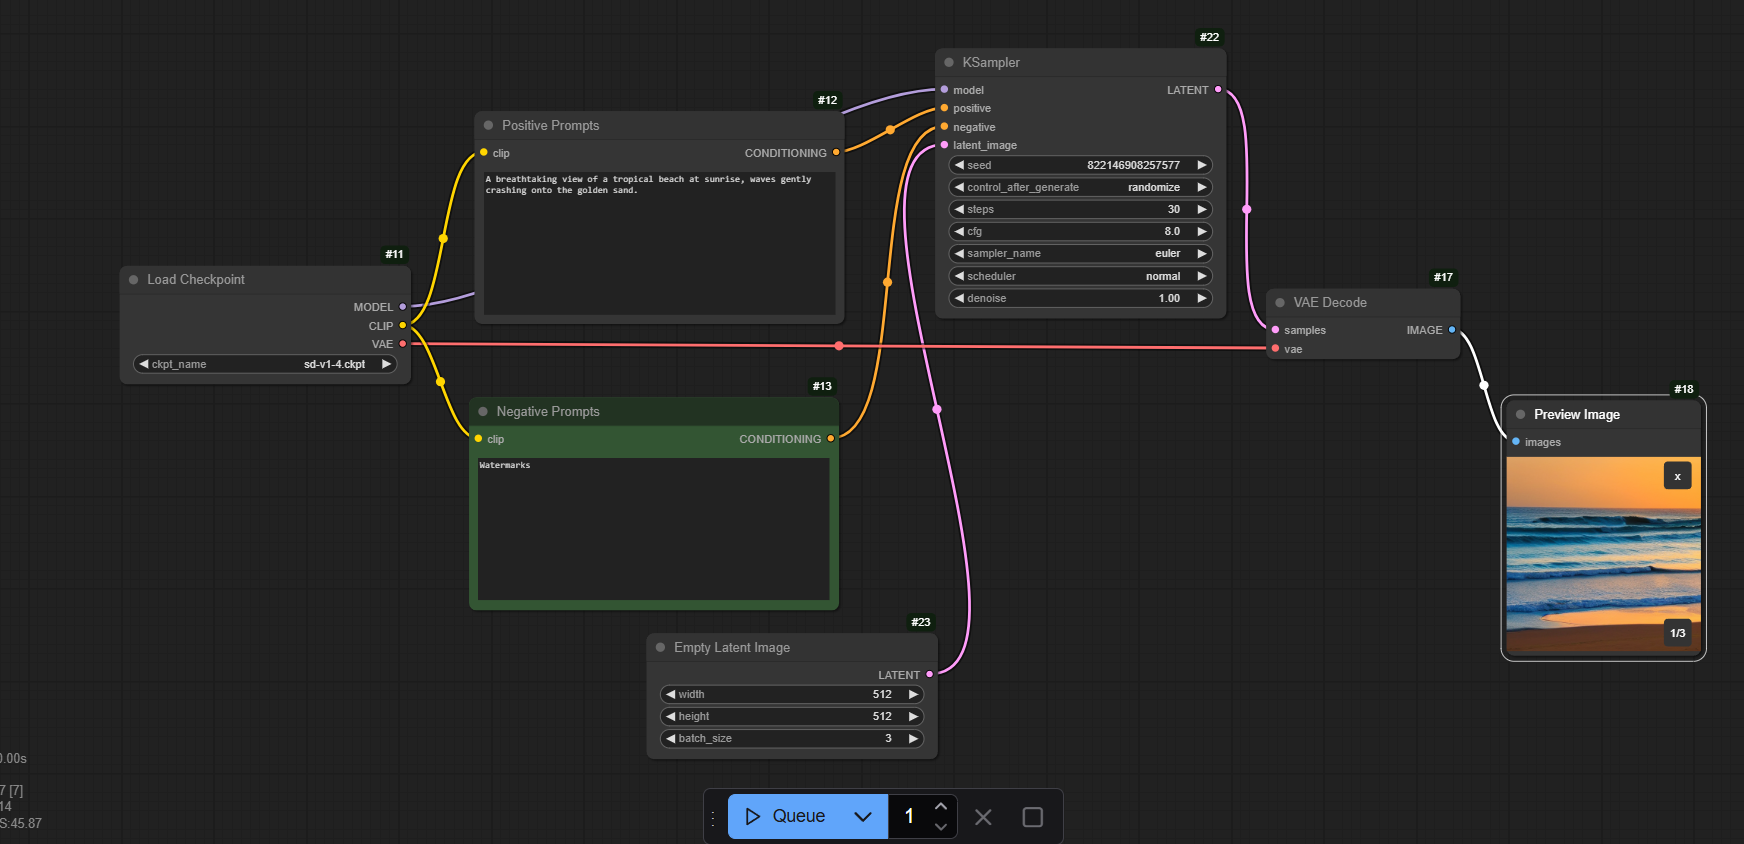 #11
Load Checkpoint
MODEL
CLIP
VAE
ckpt_name sd-v1-4.ckpt
#12
Positive Prompts
clip CONDITIONING
A breathtaking view of a tropical beach at sunrise, waves gently
crashing onto the golden sand.
#13
Negative Prompts
clip CONDITIONING
Watermarks
#23
Empty Latent Image
LATENT
width 512
height 512
batch_size 3
#22
KSampler
model LATENT
positive
negative
latent_image
seed 822146908257577
control_after_generate randomize
steps 30
cfg 8.0
sampler_name euler
scheduler normal
denoise 1.00
#17
VAE Decode
samples IMAGE
vae
#18
Preview Image
images
x
1/3
0.00s
7 [7]
14
S:45.87
Queue 1